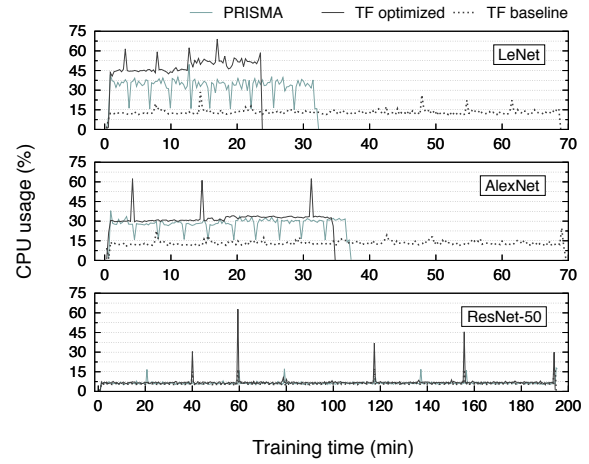 PRISMA TF optimized TF baseline
75
60
45
30
15
0
LeNet
0 10 20 30 40 50 60 70
CPU usage (%)
75
60
45
30
15
0
AlexNet
0 10 20 30 40 50 60 70
75
60
45
30
15
0
ResNet-50
0 20 40 60 80 100 120 140 160 180 200
Training time (min)